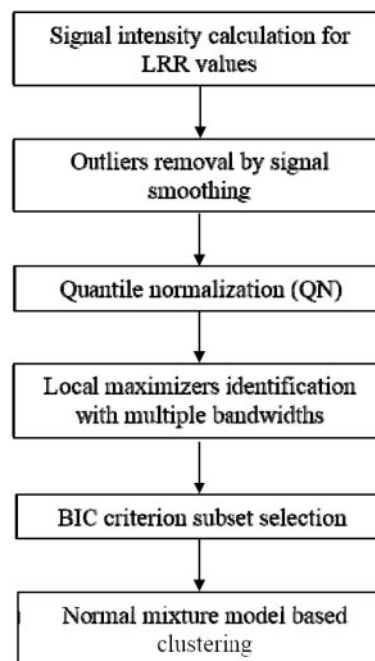 Signal intensity calculation for
LRR values
Outliers removal by signal
smoothing
Quantile normalization (QN)
Local maximizers identification
with multiple bandwidths
BIC criterion subset selection
Normal mixture model based
clustering